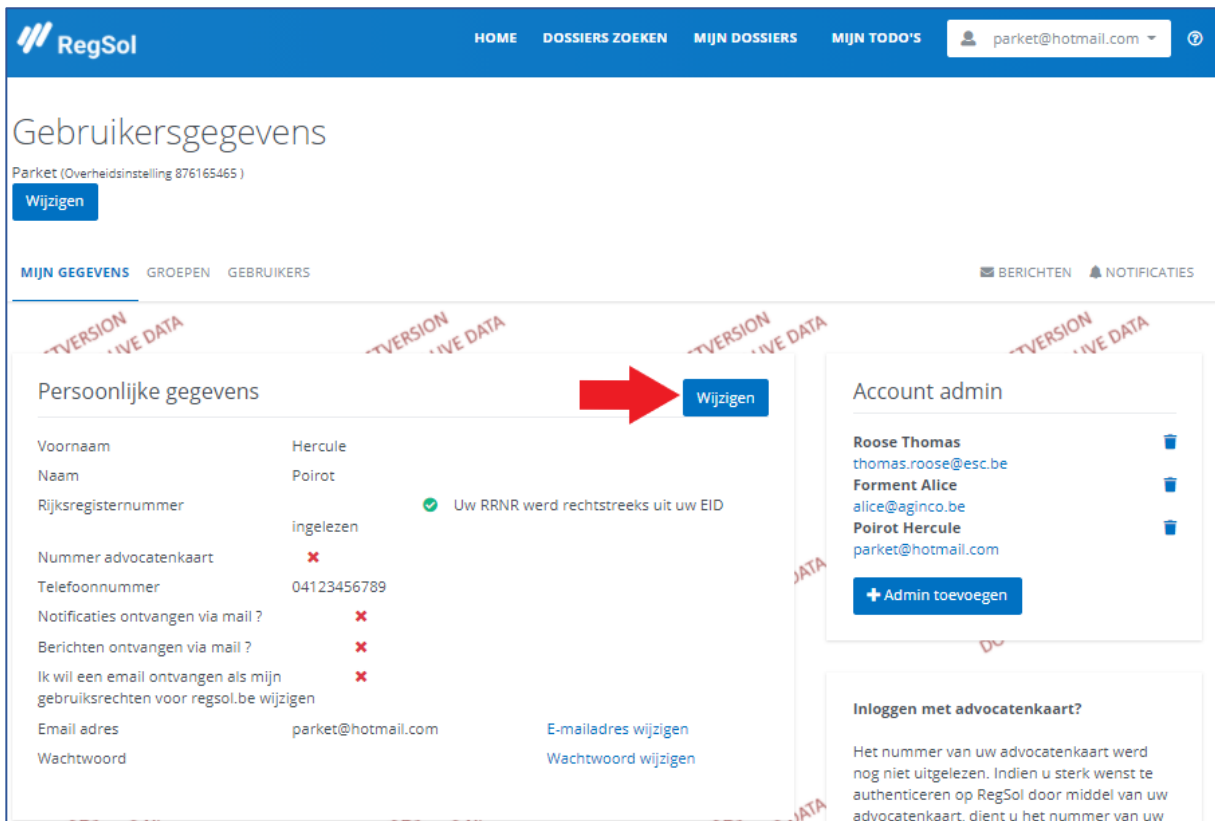 RegSol
HOME DOSSIERS ZOEKEN MIJN DOSSIERS MIJN TODO'S parket@hotmail.com
Gebruikersgegevens
Parket (Overheidsinstelling 876165465 )
Wijzigen
MIJN GEGEVENS GROEPEN GEBRUIKERS BERICHTEN NOTIFICATIES
Persoonlijke gegevens
Wijzigen
Voornaam Hercule
Naam Poirot
Rijksregisternummer Uw RRNR werd rechtstreeks uit uw EID
ingelezen
Nummer advocatenkaart
Telefoonnummer 04123456789
Notificaties ontvangen via mail ?
Berichten ontvangen via mail ?
Ik wil een email ontvangen als mijn
gebruiksrechten voor regsol.be wijzigen
Email adres parket@hotmail.com E-mailadres wijzigen
Wachtwoord Wachtwoord wijzigen
Account admin
Roose Thomas
thomas.roose@esc.be
Forment Alice
alice@aginco.be
Poirot Hercule
parket@hotmail.com
Admin toevoegen
Inloggen met advocatenkaart?
Het nummer van uw advocatenkaart werd
nog niet uitgelezen. Indien u sterk wenst te
authenticeren op RegSol door middel van uw
advocatenkaart, dient u het nummer van uw